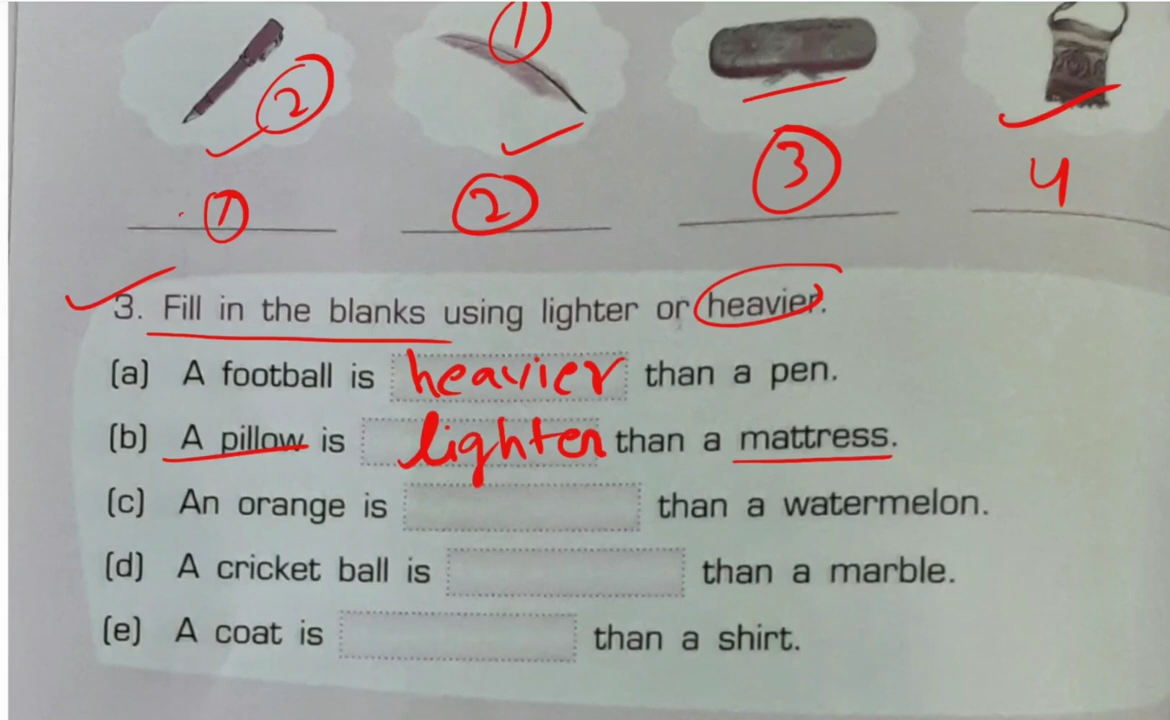 ② ①
① ② ③ 4
3. Fill in the blanks using lighter or heavier.
(a) A football is heavier than a pen.
(b) A pillow is lighter than a mattress.
(c) An orange is than a watermelon.
(d) A cricket ball is than a marble.
(e) A coat is than a shirt.